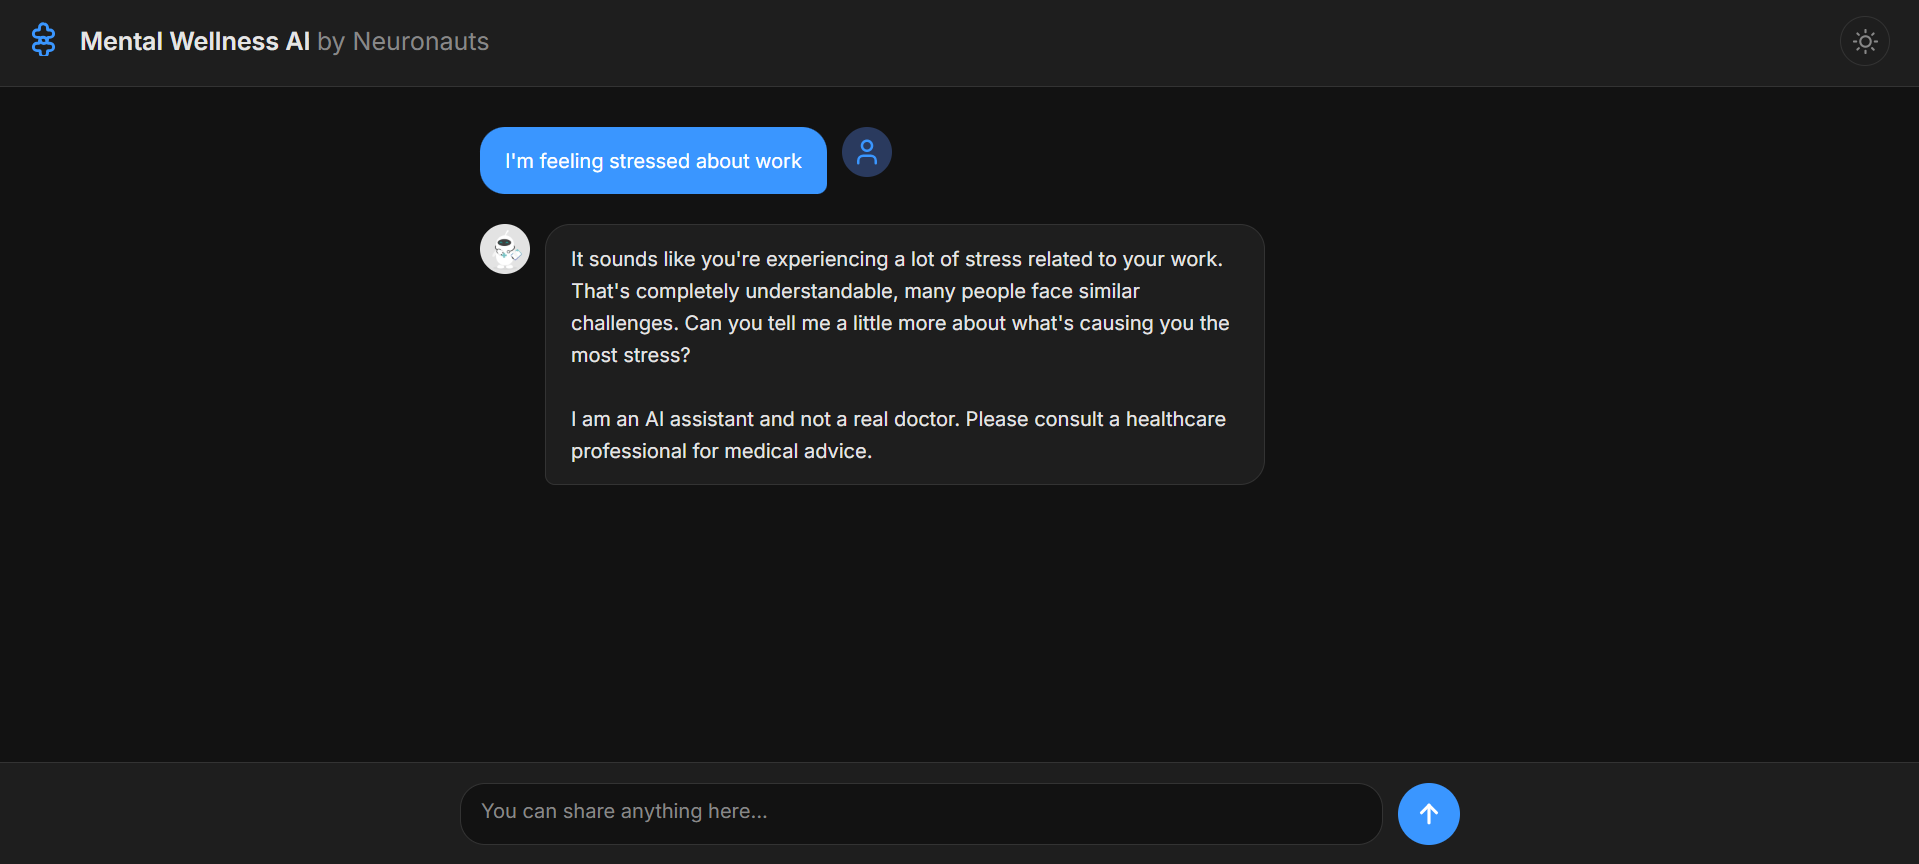 Mental Wellness AI by Neuronauts
I'm feeling stressed about work
It sounds like you're experiencing a lot of stress related to your work.
That's completely understandable, many people face similar
challenges. Can you tell me a little more about what's causing you the
most stress?
I am an AI assistant and not a real doctor. Please consult a healthcare
professional for medical advice.
You can share anything here...